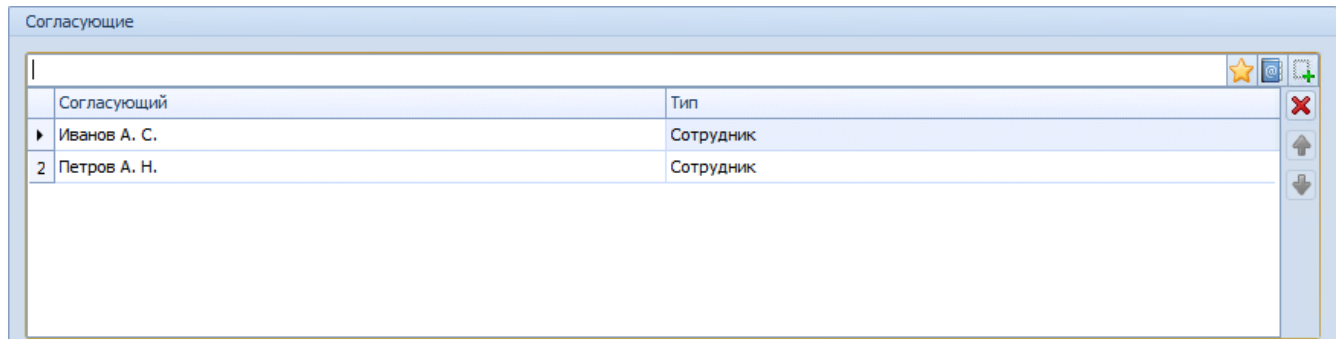 Согласующие
Согласующий Тип
Иванов А. С. Сотрудник
2 Петров А. Н. Сотрудник